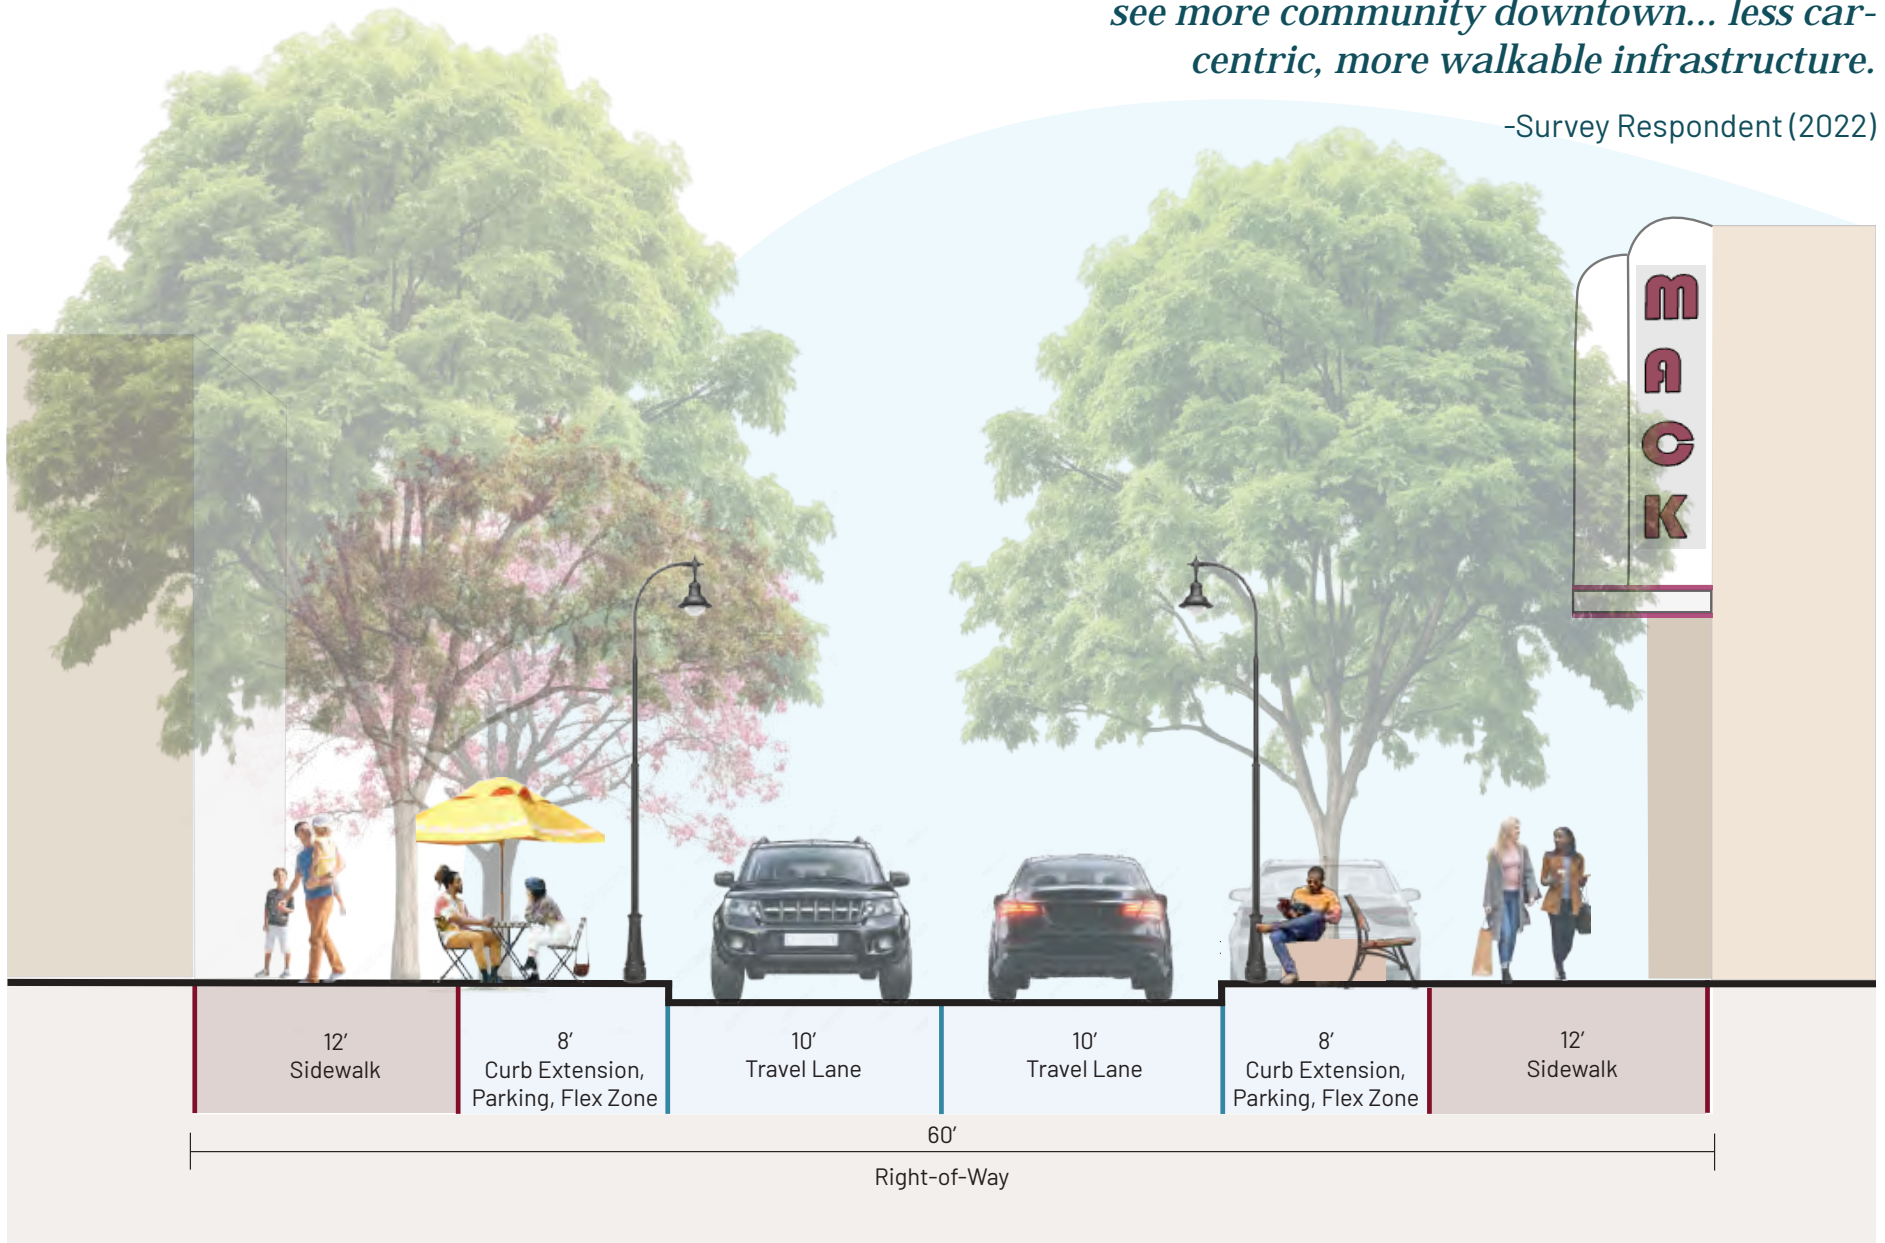 see more community downtown... less car-
centric, more walkable infrastructure.
-Survey Respondent (2022)
M
A
C
K
12'
Sidewalk
8'
Curb Extension,
Parking, Flex Zone
10'
Travel Lane
10'
Travel Lane
8'
Curb Extension,
Parking, Flex Zone
12'
Sidewalk
60'
Right-of-Way